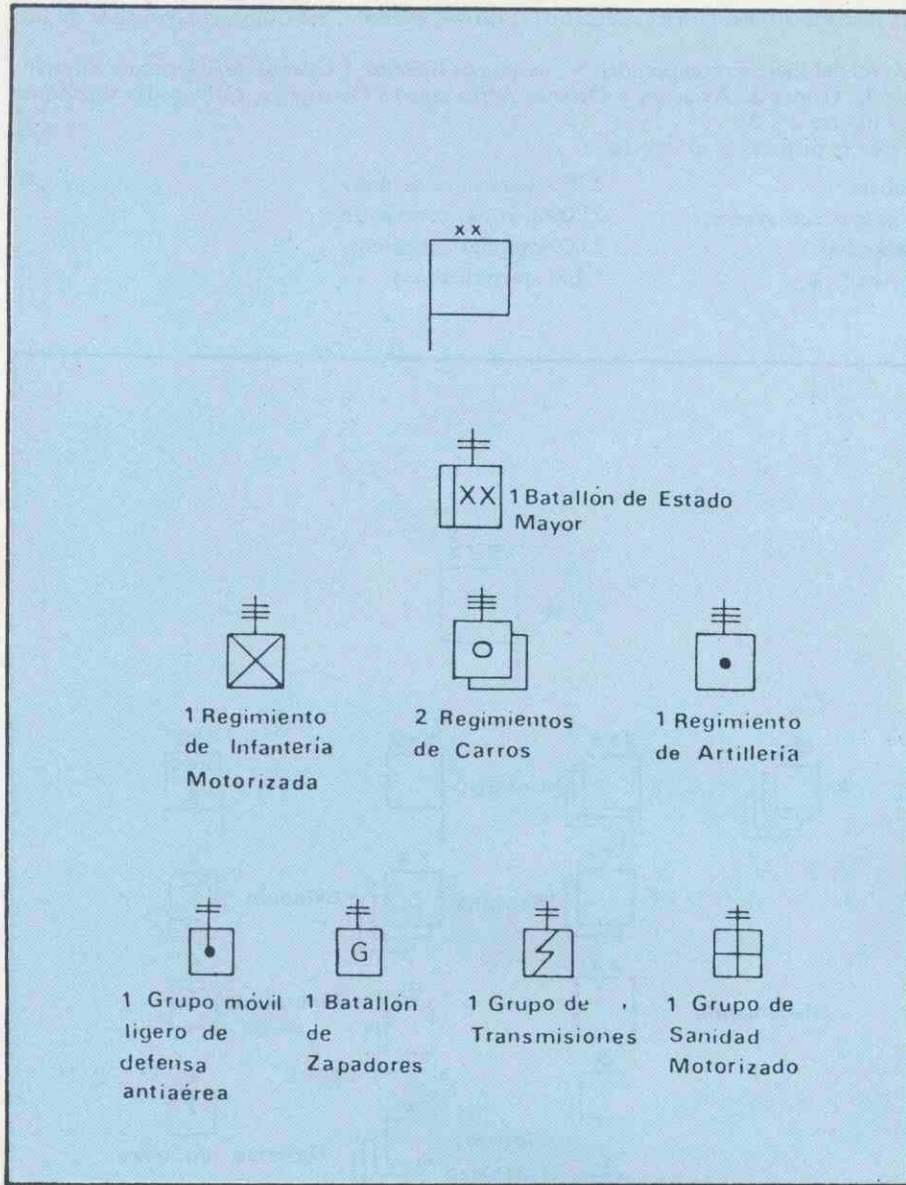 x x
XX
1 Batallón de Estado
Mayor
1 Regimiento
de Infantería
Motorizada
O
2 Regimientos
de Carros
1 Regimiento
de Artillería
1 Grupo móvil
ligero de
defensa
antiaérea
G
1 Batallón
de
Zapadores
1 Grupo de
Transmisiones
1 Grupo de
Sanidad
Motorizado